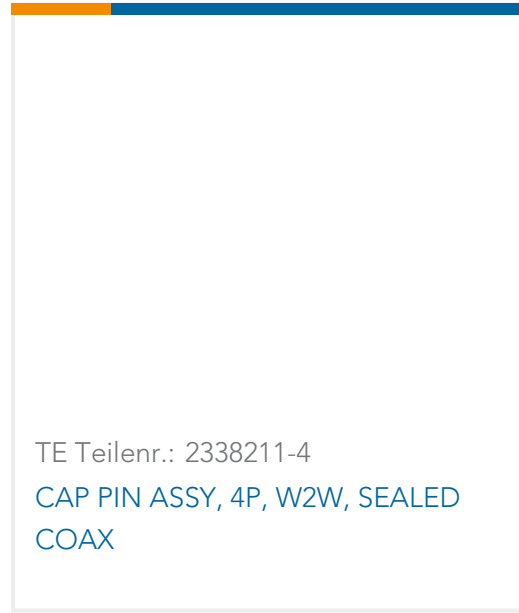 TE Teilenr.: 2338211-4
CAP PIN ASSY, 4P, W2W, SEALED
COAX